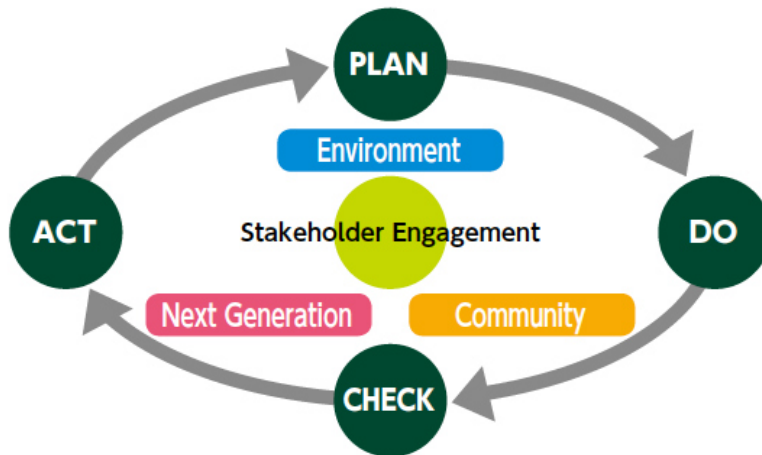 PLAN
Environment
ACT
Stakeholder Engagement
DO
Next Generation
Community
CHECK